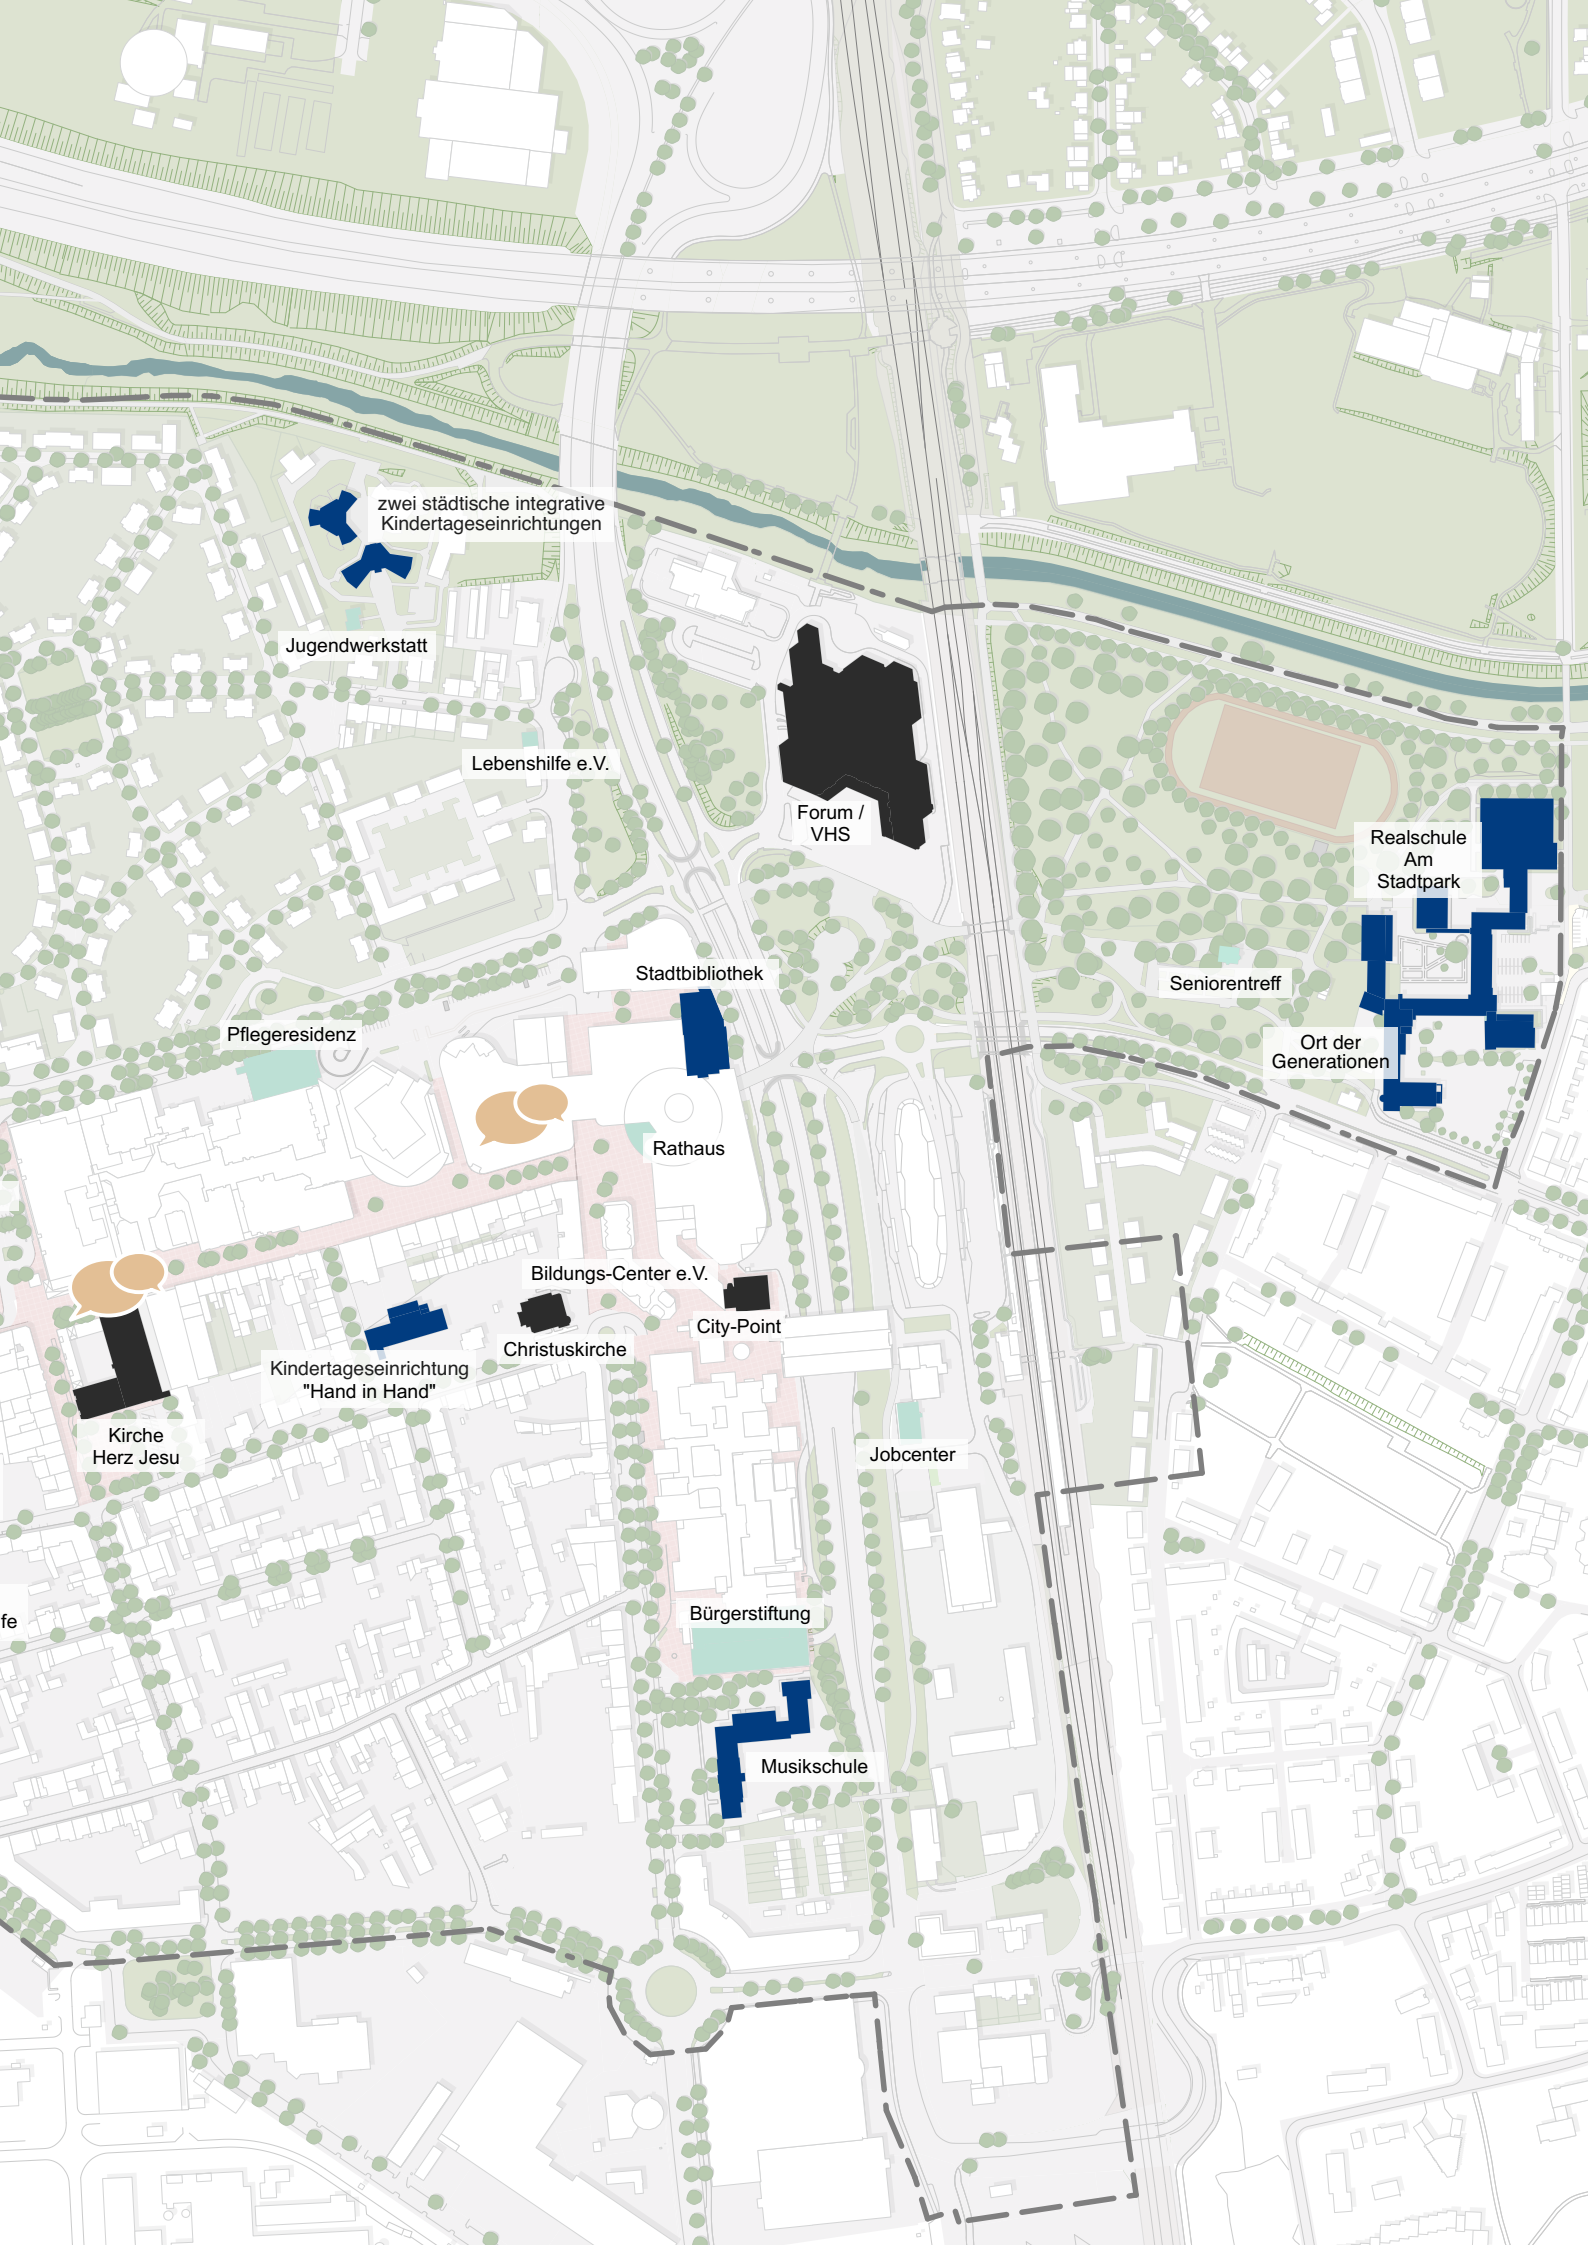 zwei städtische integrative
Kindertageseinrichtungen
Jugendwerkstatt
Lebenshilfe e.V.
Forum /
VHS
Realschule
Am
Stadtpark
Stadtbibliothek
Seniorentreff
Pflegeresidenz
Ort der
Generationen
Rathaus
Bildungs-Center e.V.
City-Point
Christuskirche
Kindertageseinrichtung
"Hand in Hand"
Kirche
Herz Jesu
Jobcenter
Bürgerstiftung
fe
Musikschule